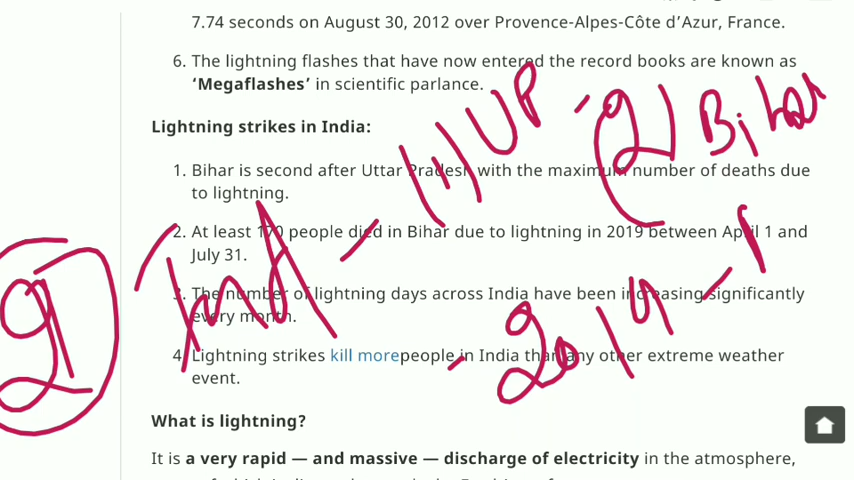 7.74 seconds on August 30, 2012 over Provence-Alpes-Côte d’Azur, France.
6. The lightning flashes that have now entered the record books are known as
‘Megaflashes’ in scientific parlance.
Lightning strikes in India:
1. Bihar is second after Uttar Pradesh with the maximum number of deaths due
to lightning.
2. At least 170 people died in Bihar due to lightning in 2019 between April 1 and
July 31.
3. The number of lightning days across India have been increasing significantly
every month.
4. Lightning strikes kill morepeople in India than any other extreme weather
event.
What is lightning?
It is a very rapid — and massive — discharge of electricity in the atmosphere,
Ind - 1) UP - 2) Bihar
- 2019 -